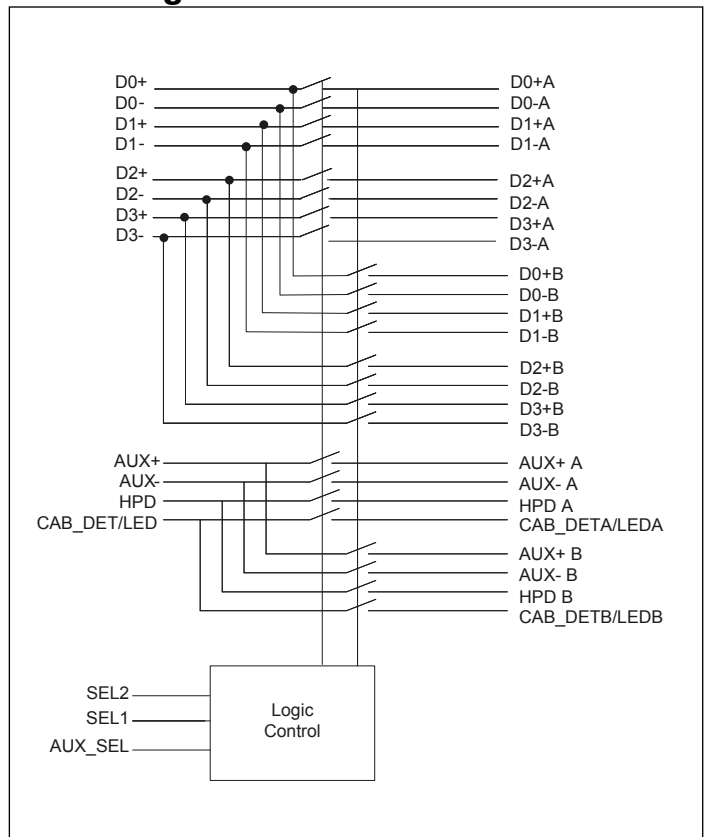 D0+
D0-
D1+
D1-
D2+
D2-
D3+
D3-
D0+A
D0-A
D1+A
D1-A
D2+A
D2-A
D3+A
D3-A
D0+B
D0-B
D1+B
D1-B
D2+B
D2-B
D3+B
D3-B
AUX+
AUX-
HPD
CAB_DET/LED
AUX+ A
AUX- A
HPD A
CAB_DETA/LEDA
AUX+ B
AUX- B
HPD B
CAB_DETB/LEDB
SEL2
SEL1
AUX_SEL
Logic
Control